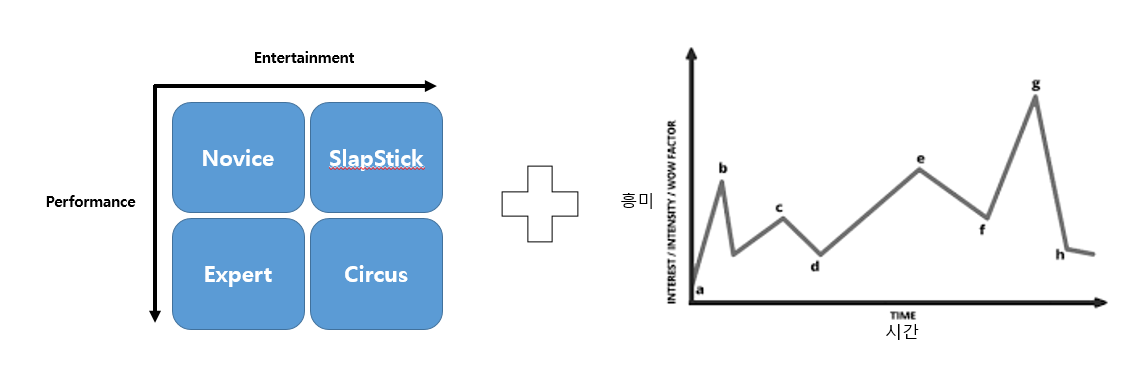 Entertainment
Performance
Novice
SlapStick
Expert
Circus
흥미
INTEREST / INTENSITY / WOW FACTOR
a
b
c
d
e
f
g
h
TIME
시간